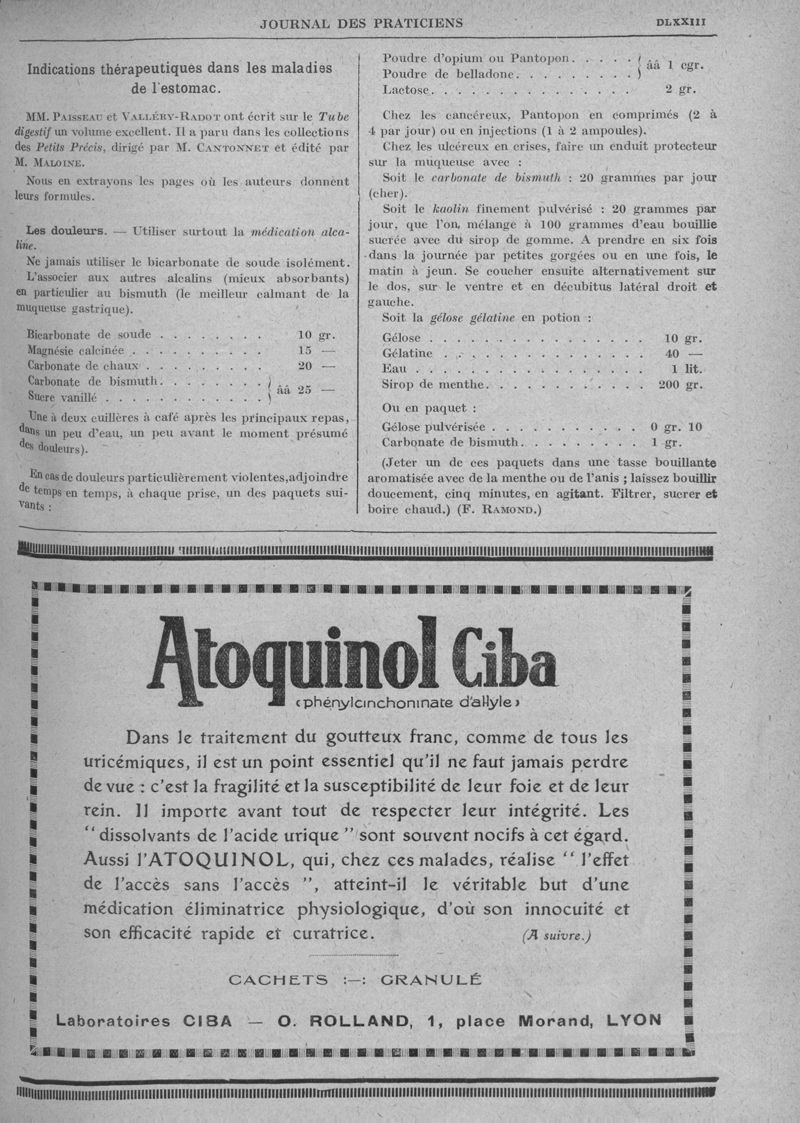 JOURNAL DES PRATICIENS
DLXXIII
Indications thérapeutiques dans les maladies
de l'estomac.
MM. PAISSEAU et VALLÉRY-RADOT ont écrit sur le Tube
digestif un volume excellent. Il a paru dans les collections
des Petits Précis, dirigé par M. CANTONNET et édité par
M. MALOINE.
Nous en extrayons les pages où les auteurs donnent
leurs formules.
Les douleurs. — Utiliser surtout la médication alca-
line.
Ne jamais utiliser le bicarbonate de soude isolément.
L'associer aux autres alcalins (mieux absorbants)
en particulier au bismuth (le meilleur calmant de la
muqueuse gastrique).
Bicarbonate de soude . . . . . . . . 10 gr.
Magnésie calcinée . . . . . . . . . . 15 —
Carbonate de chaux . . . . . . . . . 20 —
Carbonate de bismuth. . . . . . . . ) ââ 25 —
Sucre vanillé . . . . . . . . . . . . )
Une à deux cuillères à café après les principaux repas,
dans un peu d'eau, un peu avant le moment présumé
des douleurs).
En cas de douleurs particulièrement violentes, adjoindre
de temps en temps, à chaque prise, un des paquets sui-
vants :
Poudre d'opium ou Pantopon. . . . . ( ââ 1 cgr.
Poudre de belladone. . . . . . . . . )
Lactose. . . . . . . . . . . . . . . 2 gr.
Chez les cancéreux, Pantopon en comprimés (2 à
4 par jour) ou en injections (1 à 2 ampoules).
Chez les ulcéreux en crises, faire un enduit protecteur
sur la muqueuse avec :
Soit le carbonate de bismuth : 20 grammes par jour
(cher).
Soit le kaolin finement pulvérisé : 20 grammes par
jour, que l'on mélange à 100 grammes d'eau bouillie
sucrée avec du sirop de gomme. A prendre en six fois
dans la journée par petites gorgées ou en une fois, le
matin à jeun. Se coucher ensuite alternativement sur
le dos, sur le ventre et en décubitus latéral droit et
gauche.
Soit la gélose gélatine en potion :
Gélose . . . . . . . . . . . . . . . 10 gr.
Gélatine . . . . . . . . . . . . . . 40 —
Eau . . . . . . . . . . . . . . . . 1 lit.
Sirop de menthe. . . . . . . . . . . 200 gr.
Ou en paquet :
Gélose pulvérisée . . . . . . . . . . 0 gr. 10
Carbonate de bismuth. . . . . . . . . 1 gr.
(Jeter un de ces paquets dans une tasse bouillante
aromatisée avec de la menthe ou de l'anis ; laissez bouillir
doucement, cinq minutes, en agitant. Filtrer, sucrer et
boire chaud.) (F. RAMOND.)
Atoquinol Ciba
(phénylcinchoninate d'allyle)
Dans le traitement du goutteux franc, comme de tous les
uricémiques, il est un point essentiel qu'il ne faut jamais perdre
de vue : c'est la fragilité et la susceptibilité de leur foie et de leur
rein. Il importe avant tout de respecter leur intégrité. Les
“ dissolvants de l'acide urique ” sont souvent nocifs à cet égard.
Aussi l'ATOQUINOL, qui, chez ces malades, réalise “ l'effet
de l'accès sans l'accès ”, atteint-il le véritable but d'une
médication éliminatrice physiologique, d'où son innocuité et
son efficacité rapide et curatrice. (A suivre.)
CACHETS :—: GRANULÉ
Laboratoires CIBA — O. ROLLAND, 1, place Morand, LYON